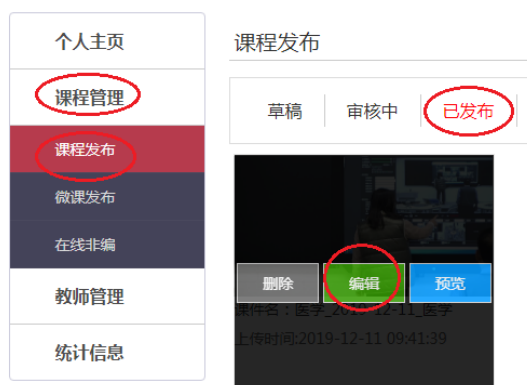 个人主页
课程管理
课程发布
微课发布
在线非编
教师管理
统计信息
课程发布
草稿
审核中
已发布
删除
编辑
预览
课件名：医学_2019-12-11_医学
上传时间:2019-12-11 09:41:39